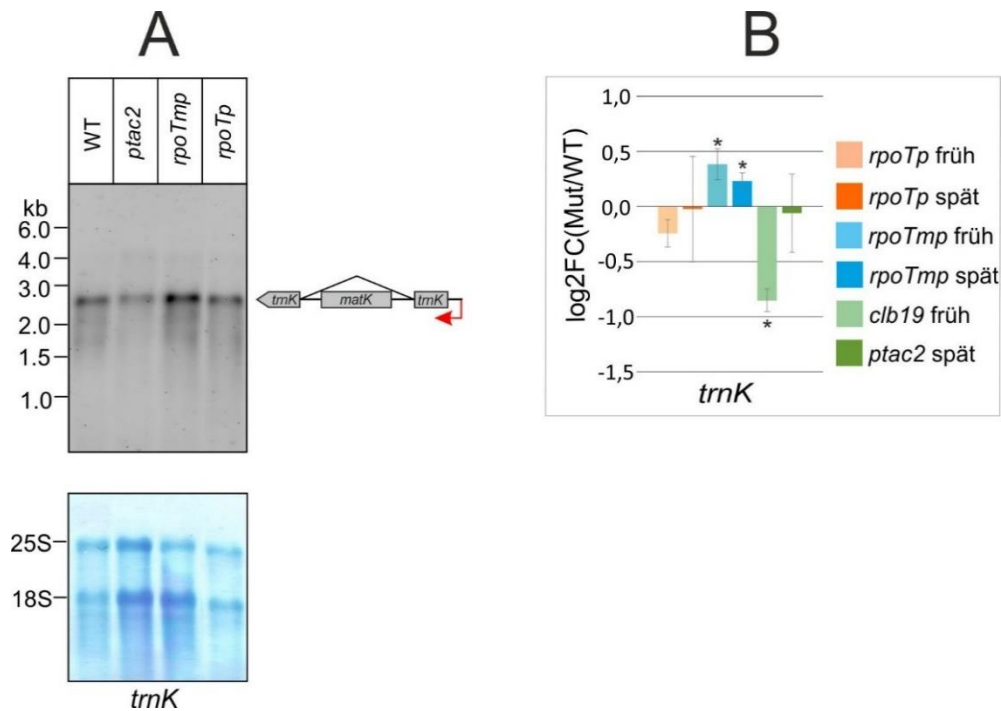 A
B
WT
ptac2
rpoTmp
rpoTp
kb
6.0
4.0
3.0
2.0
1.5
1.0
trnK
matK
trnK
25S
18S
trnK
log2FC(Mut/WT)
1,0
0,5
0,0
-0,5
-1,0
-1,5
*
*
*
trnK
rpoTp früh
rpoTp spät
rpoTmp früh
rpoTmp spät
clb19 früh
ptac2 spät